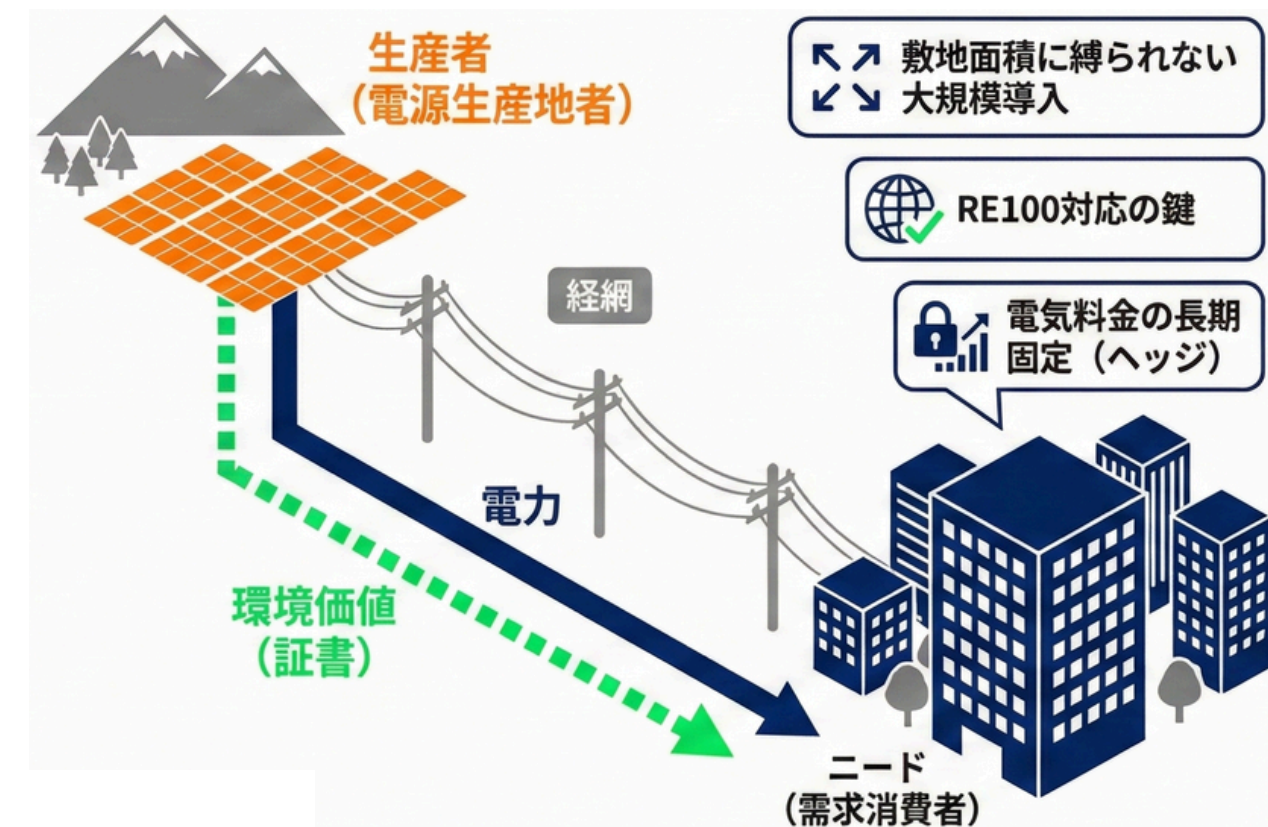 生産者
（電源生産地者）
敷地面積に縛られない
大規模導入
RE100対応の鍵
経網
電気料金の長期
固定（ヘッジ）
電力
環境価値
（証書）
ニード
（需求消費者）